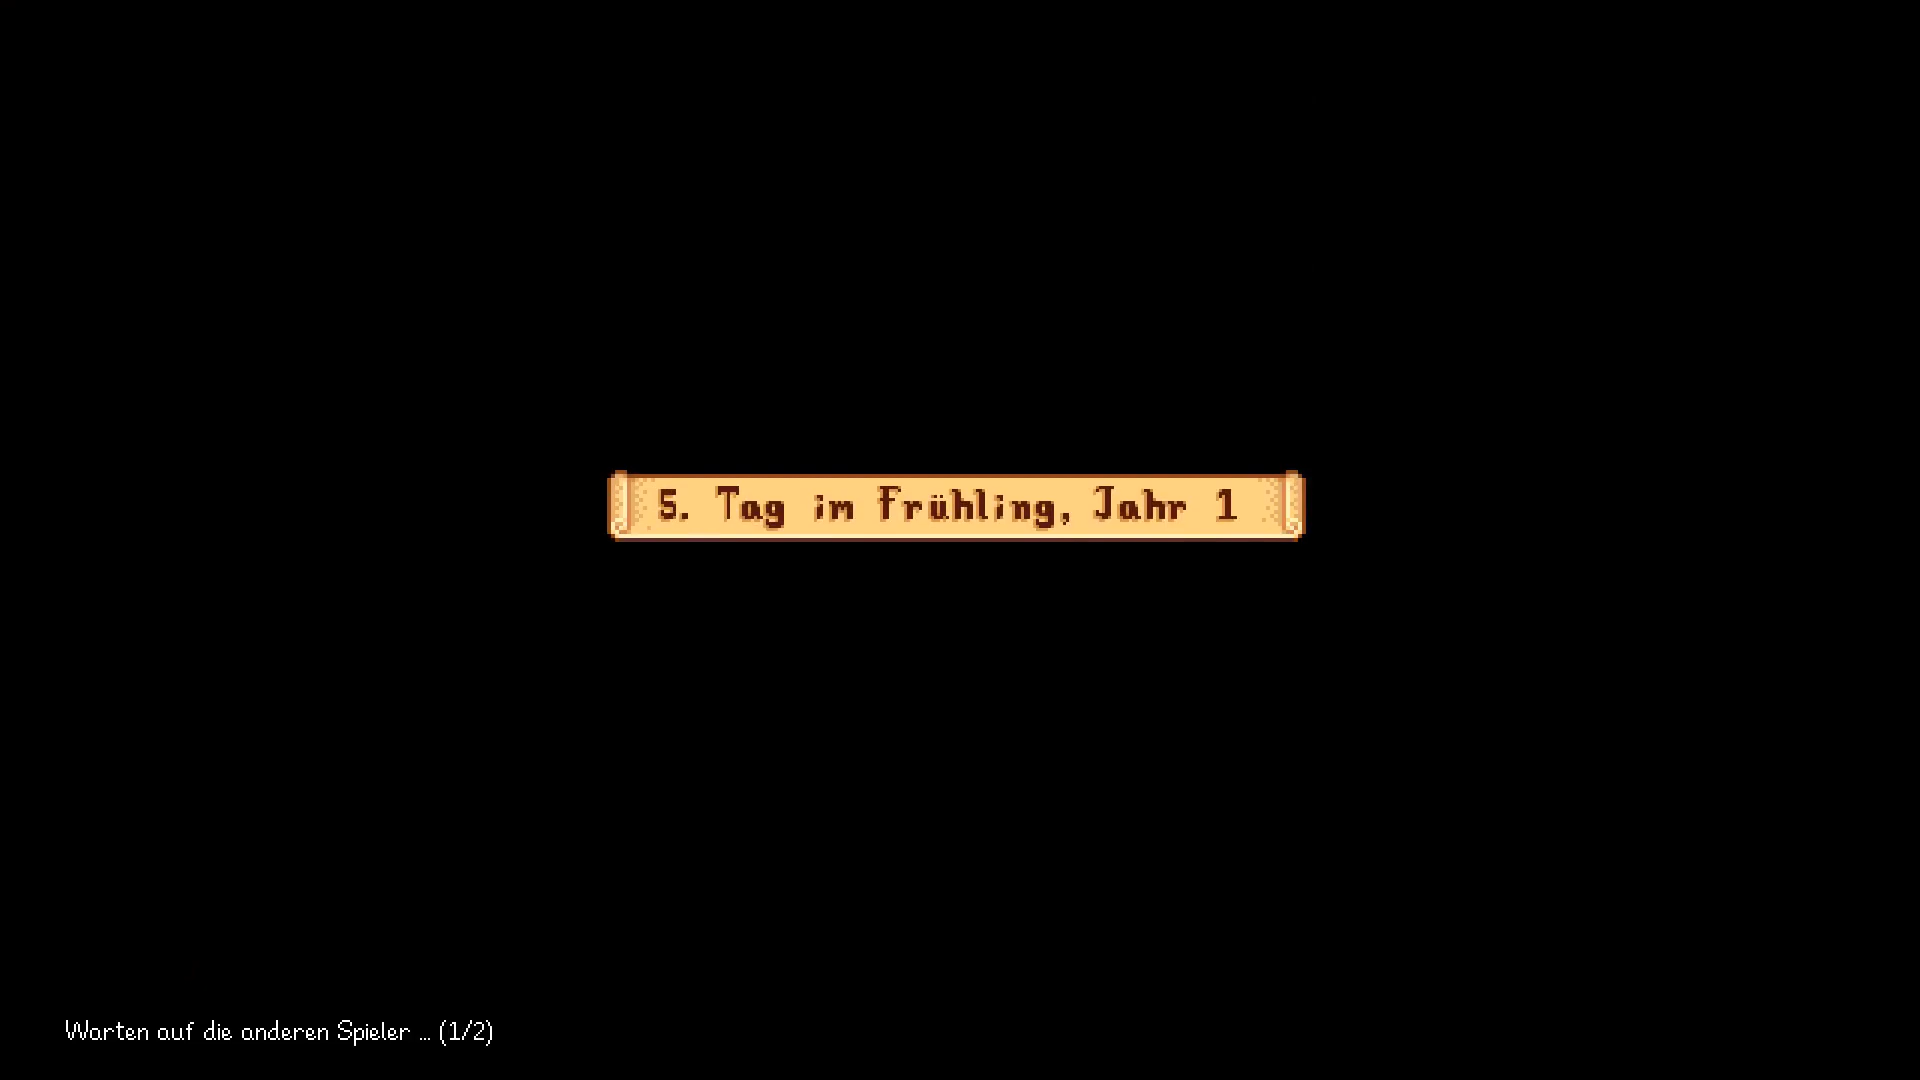 5. Tag im Frühling, Jahr 1
Warten auf die anderen Spieler ... (1/2)